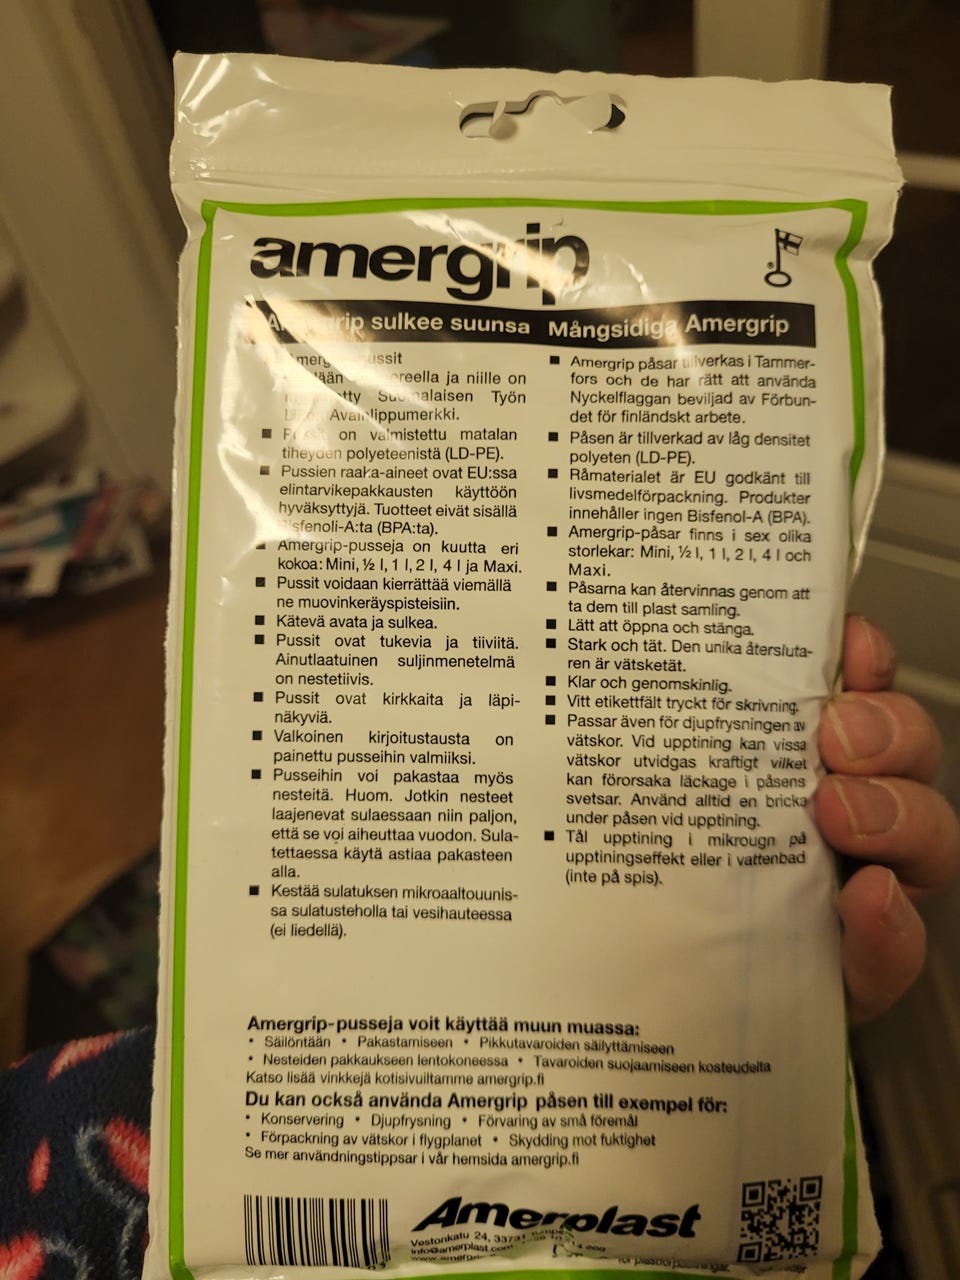 amergrip
sulkee suunsa
Mångsidiga Amergrip
lään reella ja niille on
Työn
Avainlippumerkki.
on valmistettu matalan
tiheyden polyeteenistä (LD-PE).
Pussien raaka-aineet ovat EU:ssa
elintarvikepakkausten käyttöön
hyväksyttyjä. Tuotteet eivät sisällä
Bisfenoli-A:ta (BPA:ta).
Amergrip-pusseja on kuutta eri
kokoa: Mini, ½ l, 1 l, 2 l, 4 l ja Maxi.
Pussit voidaan kierrättää viemällä
ne muovinkeräyspisteisiin.
Kätevä avata ja sulkea.
Pussit ovat tukevia ja tiiviitä.
Ainutlaatuinen suljinmenetelmä
on nestetiivis.
Pussit ovat kirkkaita ja läpi-
näkyviä.
Valkoinen kirjoitustausta on
painettu pusseihin valmiiksi.
Pusseihin voi pakastaa myös
nesteitä. Huom. Jotkin nesteet
laajenevat sulaessaan niin paljon,
että se voi aiheuttaa vuodon. Sula-
tettaessa käytä astiaa pakasteen
alla.
Kestää sulatuksen mikroaaltouunis-
sa sulatusteholla tai vesihauteessa
(ei liedellä).
Amergrip påsar tillverkas i Tammer-
fors och de har rätt att använda
Nyckelflaggan beviljad av Förbun-
det för finländskt arbete.
Påsen är tillverkad av låg densitet
polyeten (LD-PE).
Råmaterialet är EU godkänt till
livsmedelförpackning. Produkter
innehåller ingen Bisfenol-A (BPA).
Amergrip-påsar finns i sex olika
storlekar: Mini, ½ l, 1 l, 2 l, 4 l och
Maxi.
Påsarna kan återvinnas genom att
ta dem till plast samling.
Lätt att öppna och stänga.
Stark och tät. Den unika återsluta-
ren är vätsketät.
Klar och genomskinlig.
Vitt etikettfält tryckt för skrivning.
Passar även för djupfrysningen av
vätskor. Vid upptining kan vissa
vätskor utvidgas kraftigt vilket
kan förorsaka läckage i påsens
svetsar. Använd alltid en bricka
under påsen vid upptining.
Tål upptining i mikrougn på
upptiningseffekt eller i vattenbad
(inte på spis).
Amergrip-pusseja voit käyttää muun muassa:
• Säilöntään • Pakastamiseen • Pikkutavaroiden säilyttämiseen
• Nesteiden pakkaukseen lentokoneessa • Tavaroiden suojaamiseen kosteudelta
Katso lisää vinkkejä kotisivuiltamme amergrip.fi
Du kan också använda Amergrip påsen till exempel för:
• Konservering • Djupfrysning • Förvaring av små föremål
• Förpackning av vätskor i flygplanet • Skydding mot fuktighet
Se mer användningstippsar i vår hemsida amergrip.fi
Amerplast
Vestonkatu 24,